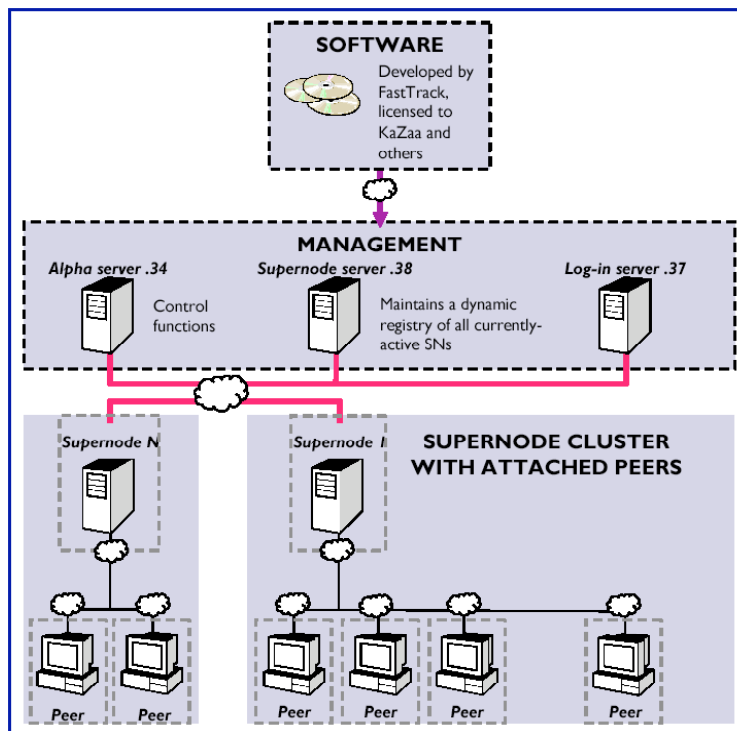 SOFTWARE
Developed by
FastTrack,
licensed to
KaZaa and
others
MANAGEMENT
Alpha server .34
Supernode server .38
Log-in server .37
Control
functions
Maintains a dynamic
registry of all currently-
active SNs
Supernode N
Supernode 1
SUPERNODE CLUSTER
WITH ATTACHED PEERS
Peer
Peer
Peer
Peer
Peer
Peer